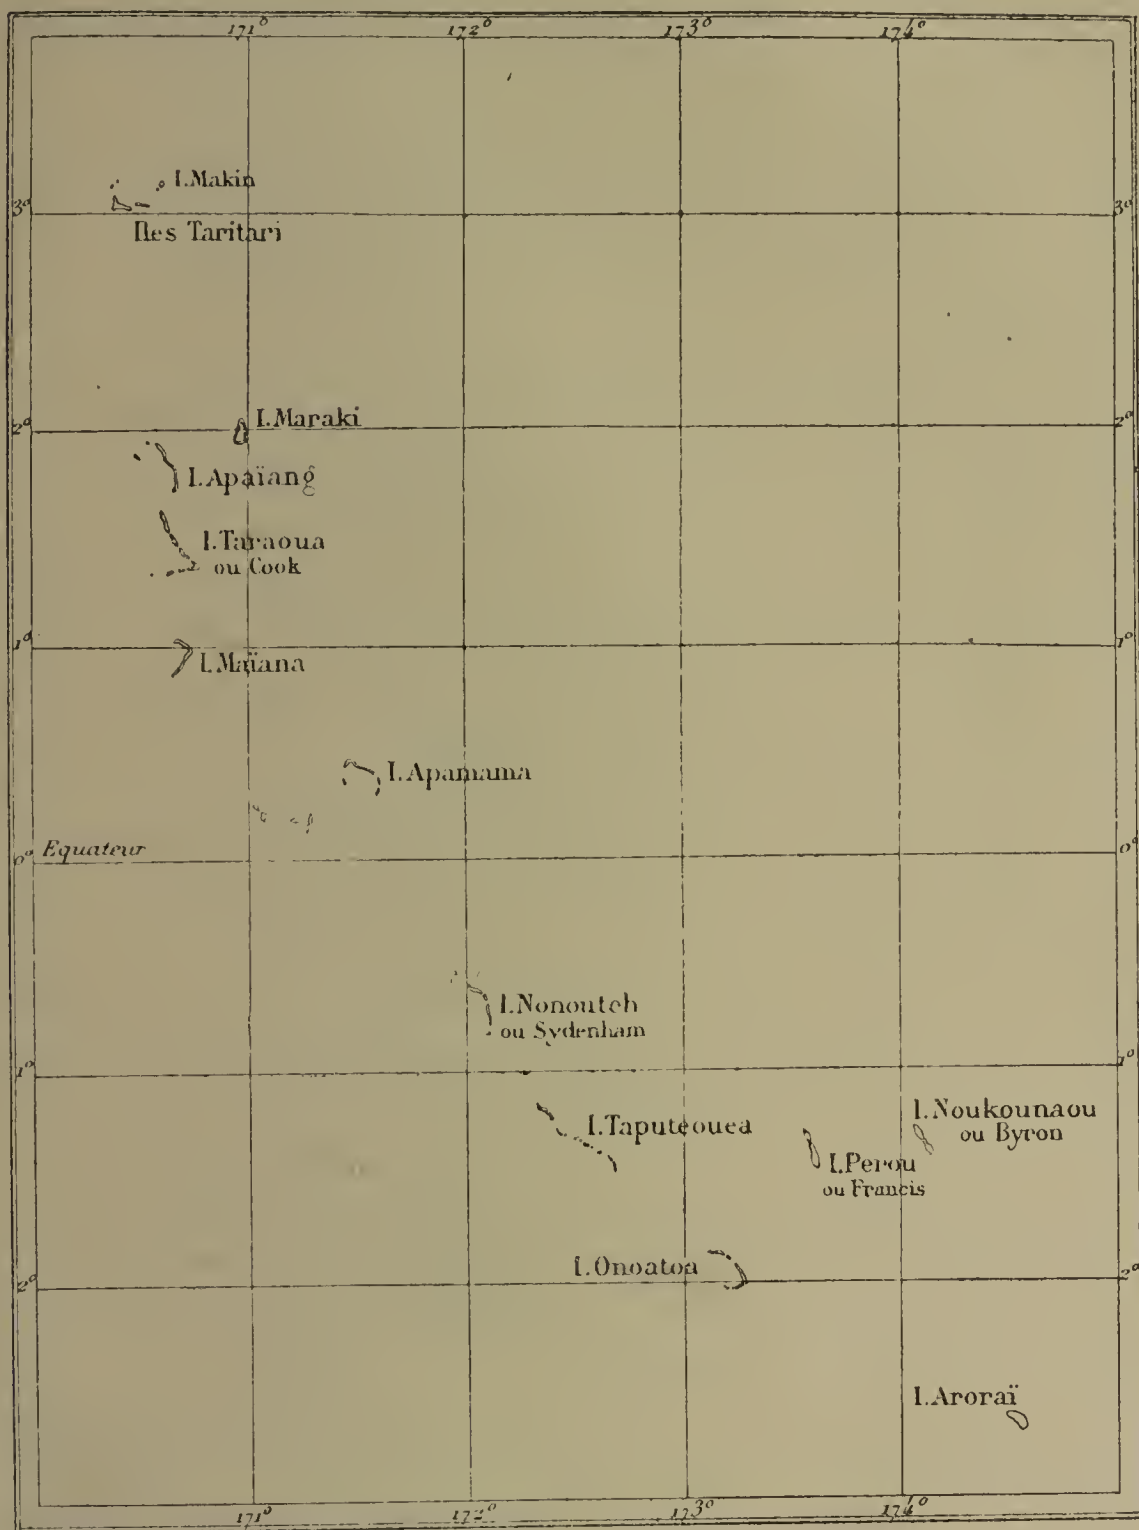 171° 172° 173° 174°
I.Makin
3° 3°
Iles Taritari
I.Maraki
2° 2°
I.Apaïang
I.Taraoua
ou Cook
1° 1°
I.Maïana
I.Apamama
Equateur
0° 0°
I.Nonouteh
ou Sydenham
1° 1°
I.Taputeouea
I.Noukounaou
ou Byron
I.Perou
ou Francis
I.Onoatoa
2° 2°
I.Aroraï
171° 172° 173° 174°